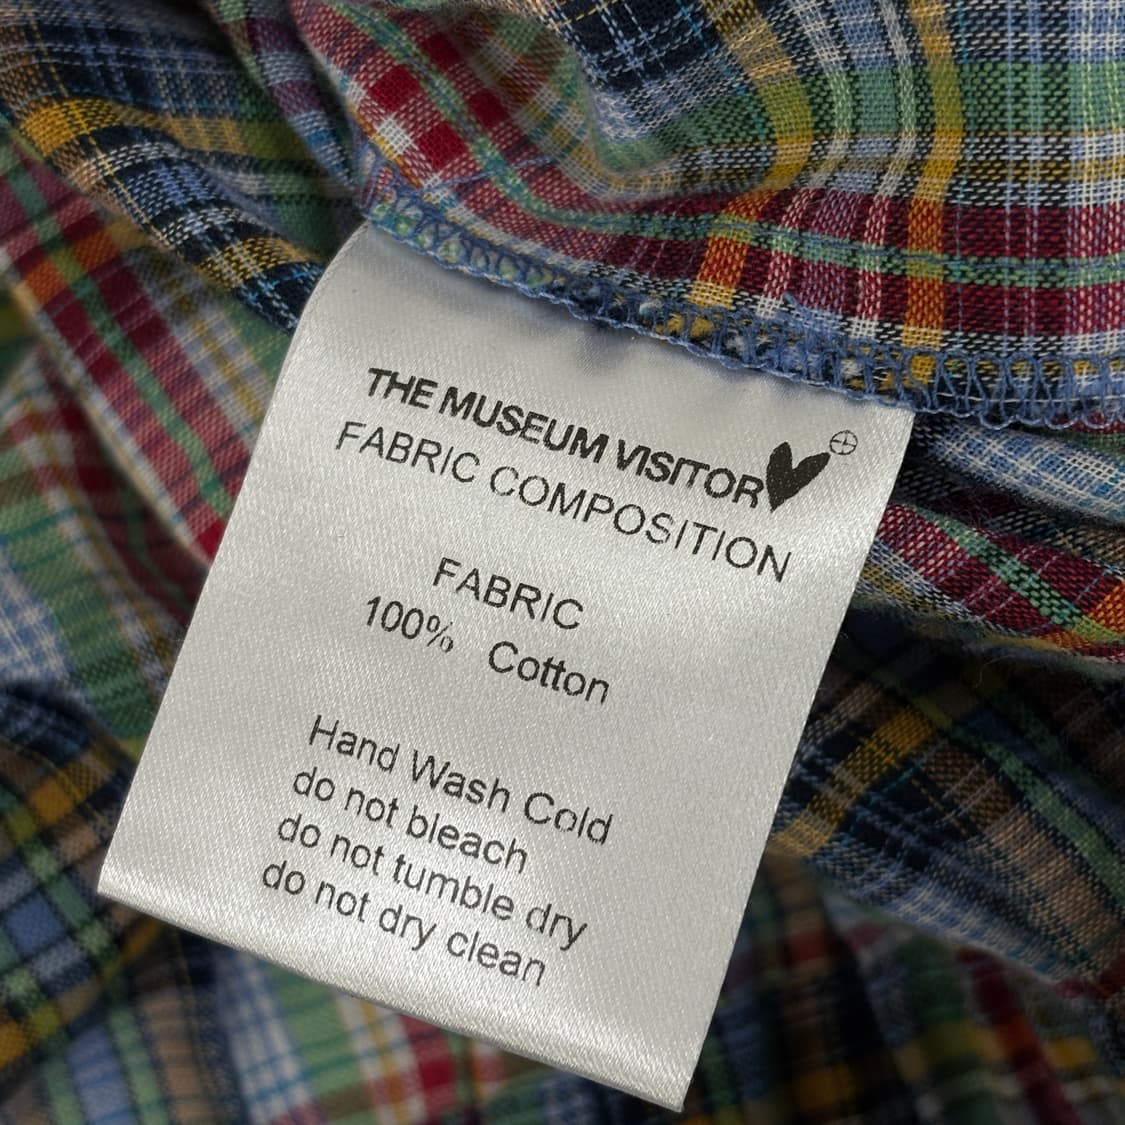 THE MUSEUM VISITOR
FABRIC COMPOSITION
FABRIC
100% Cotton
Hand Wash Cold
do not bleach
do not tumble dry
do not dry clean